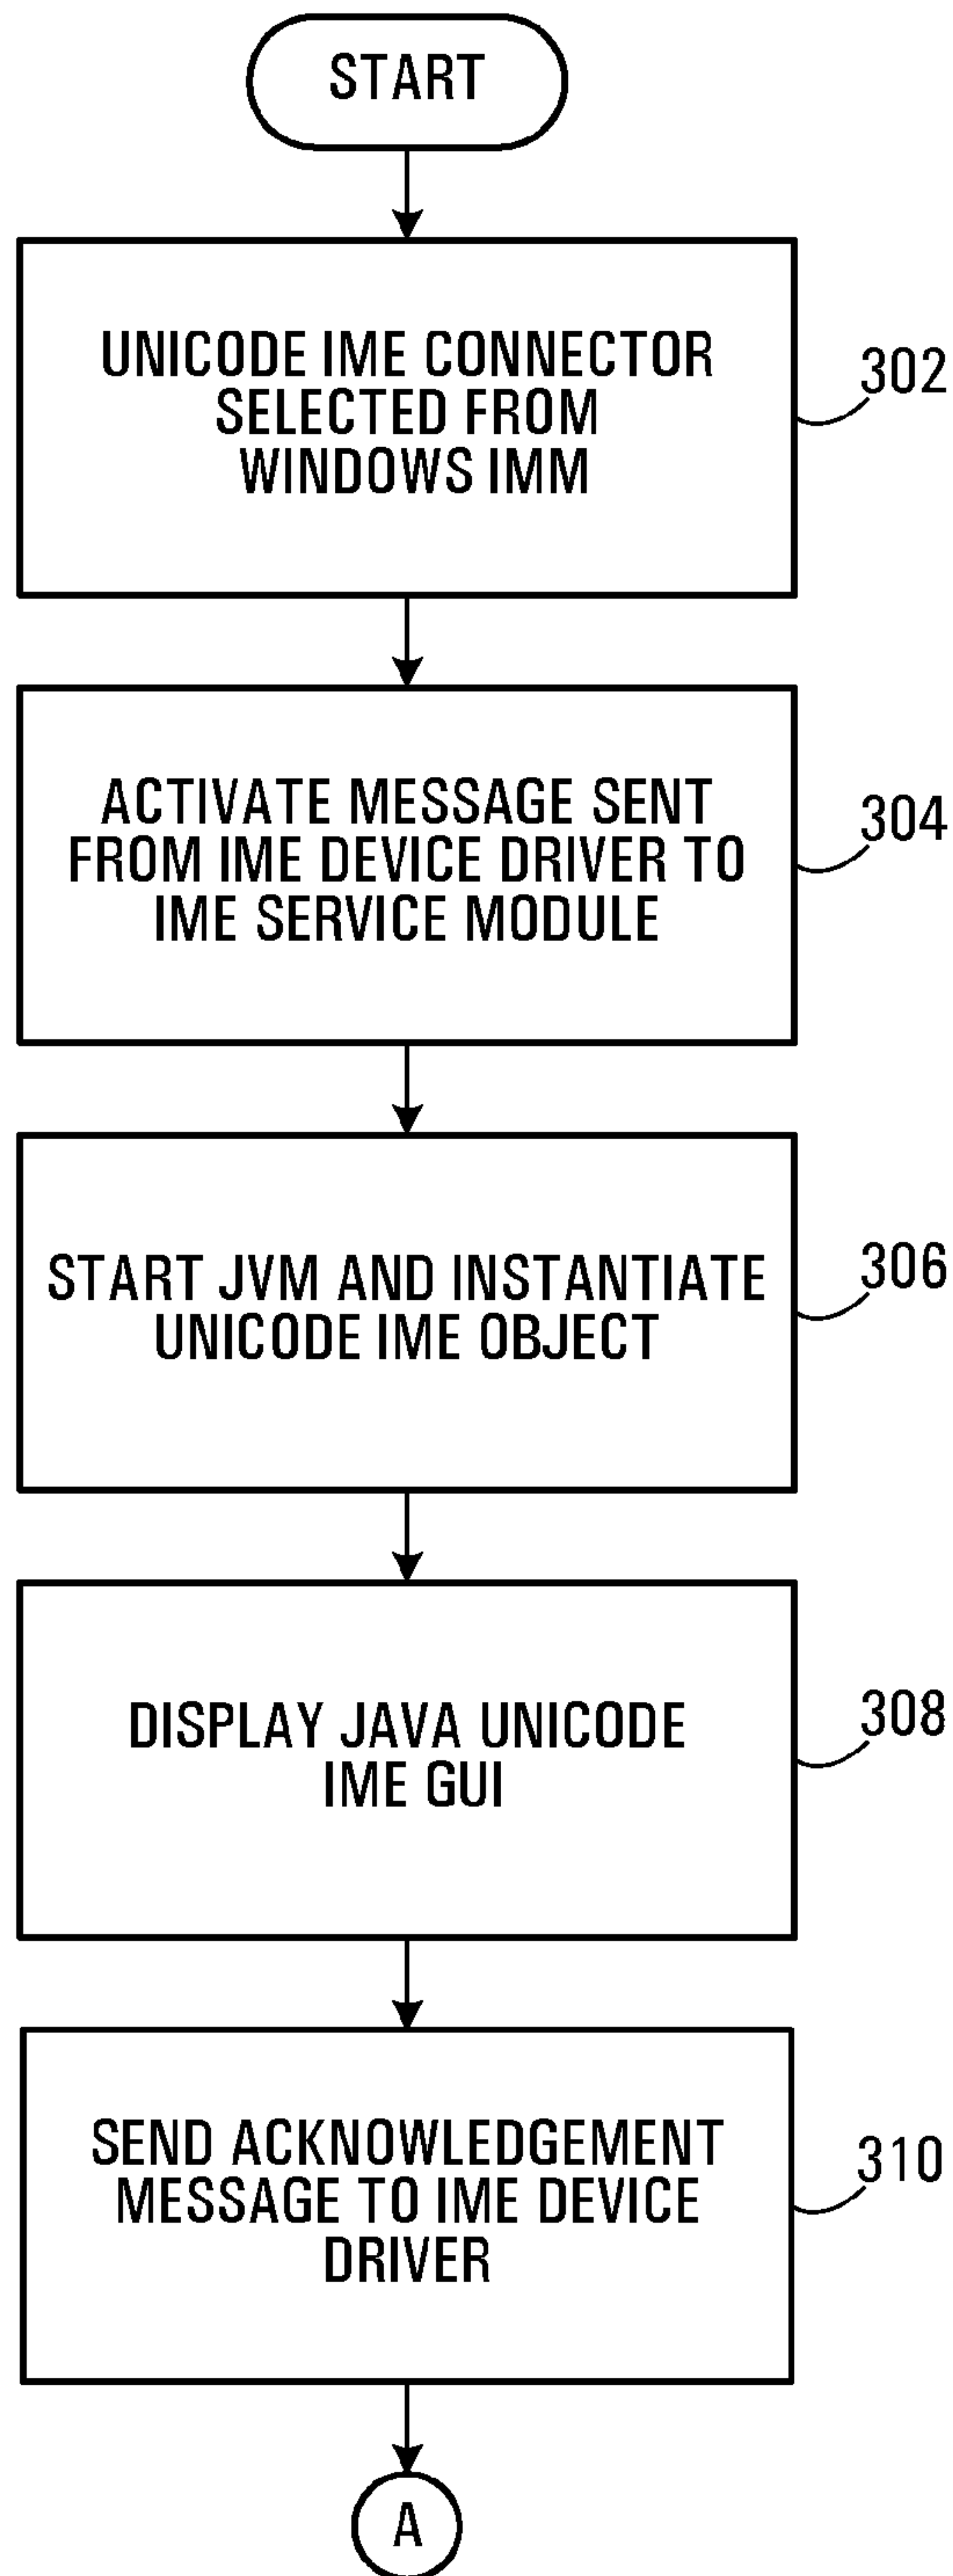 START
UNICODE IME CONNECTOR
SELECTED FROM
WINDOWS IMM
302
ACTIVATE MESSAGE SENT
FROM IME DEVICE DRIVER TO
IME SERVICE MODULE
304
START JVM AND INSTANTIATE
UNICODE IME OBJECT
306
DISPLAY JAVA UNICODE
IME GUI
308
SEND ACKNOWLEDGEMENT
MESSAGE TO IME DEVICE
DRIVER
310
A